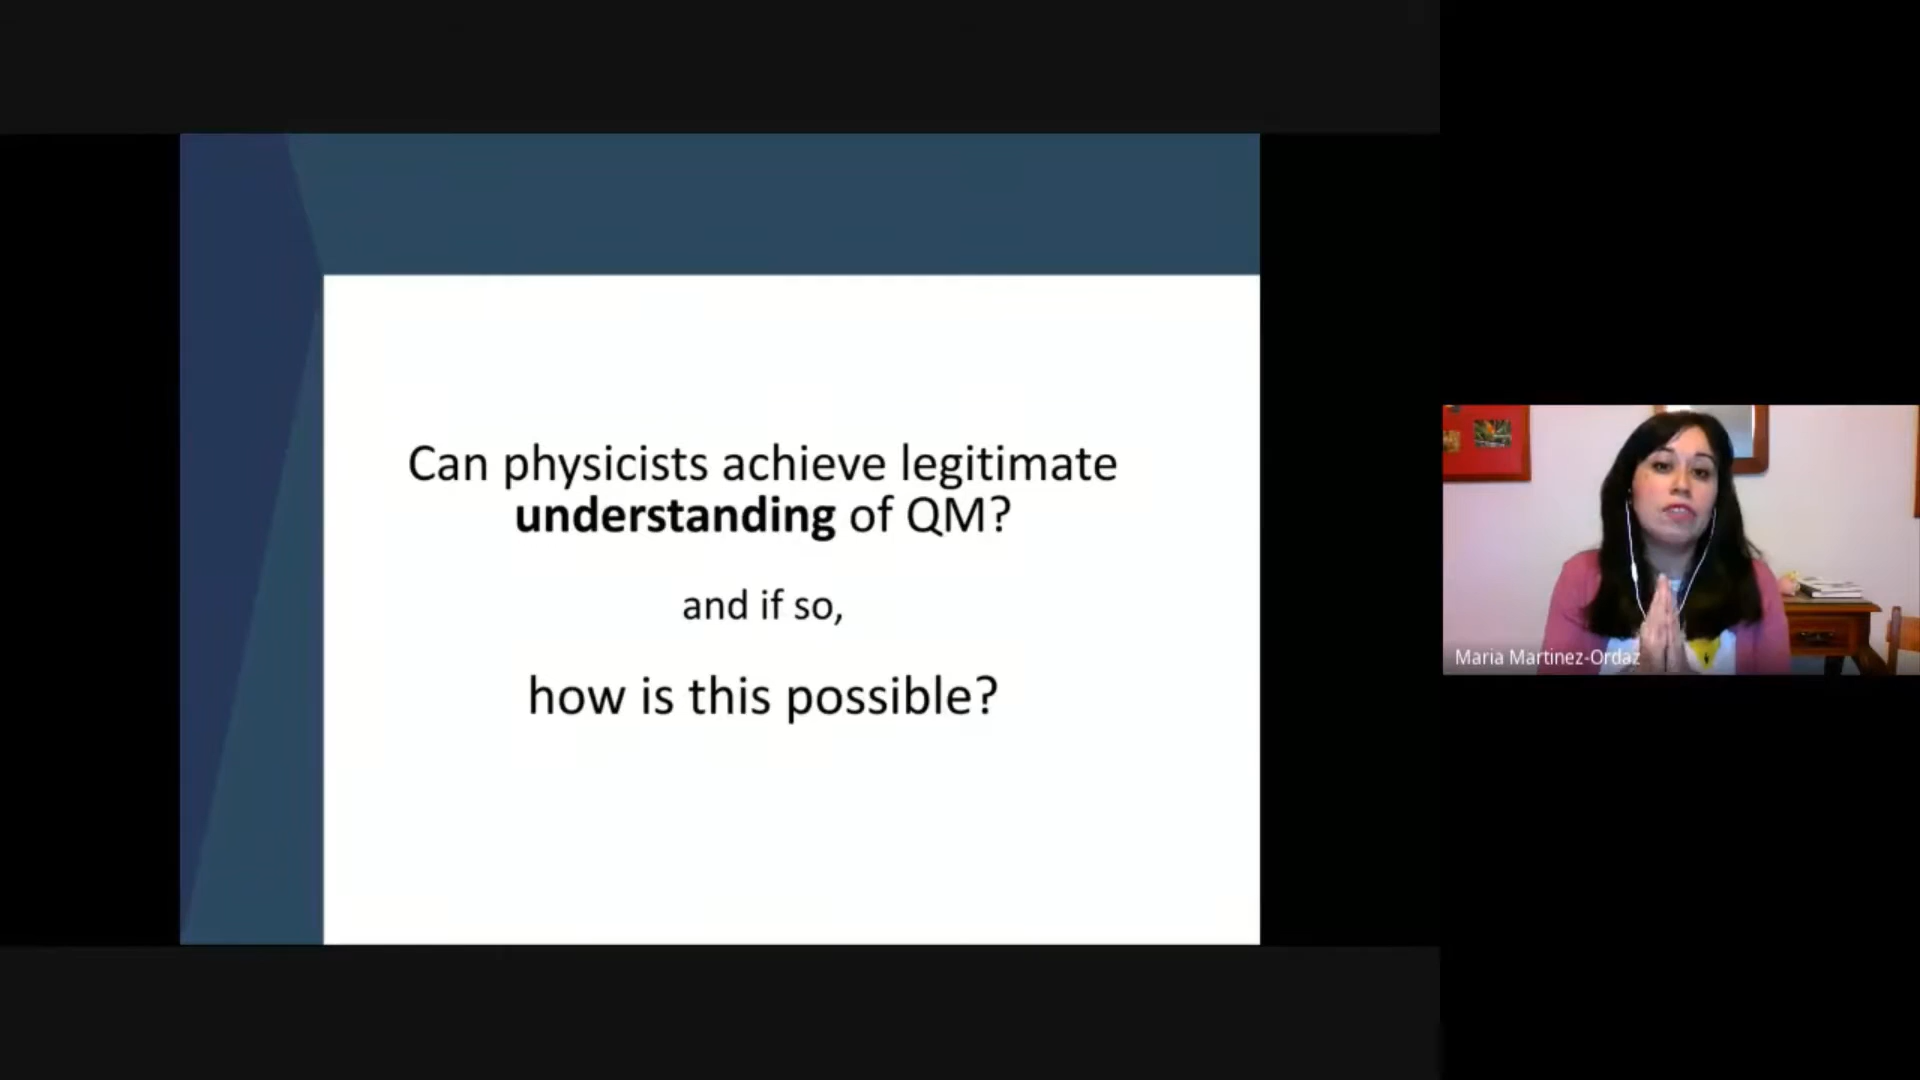 Can physicists achieve legitimate
understanding of QM?
and if so,
how is this possible?
Maria Martinez-Ordaz